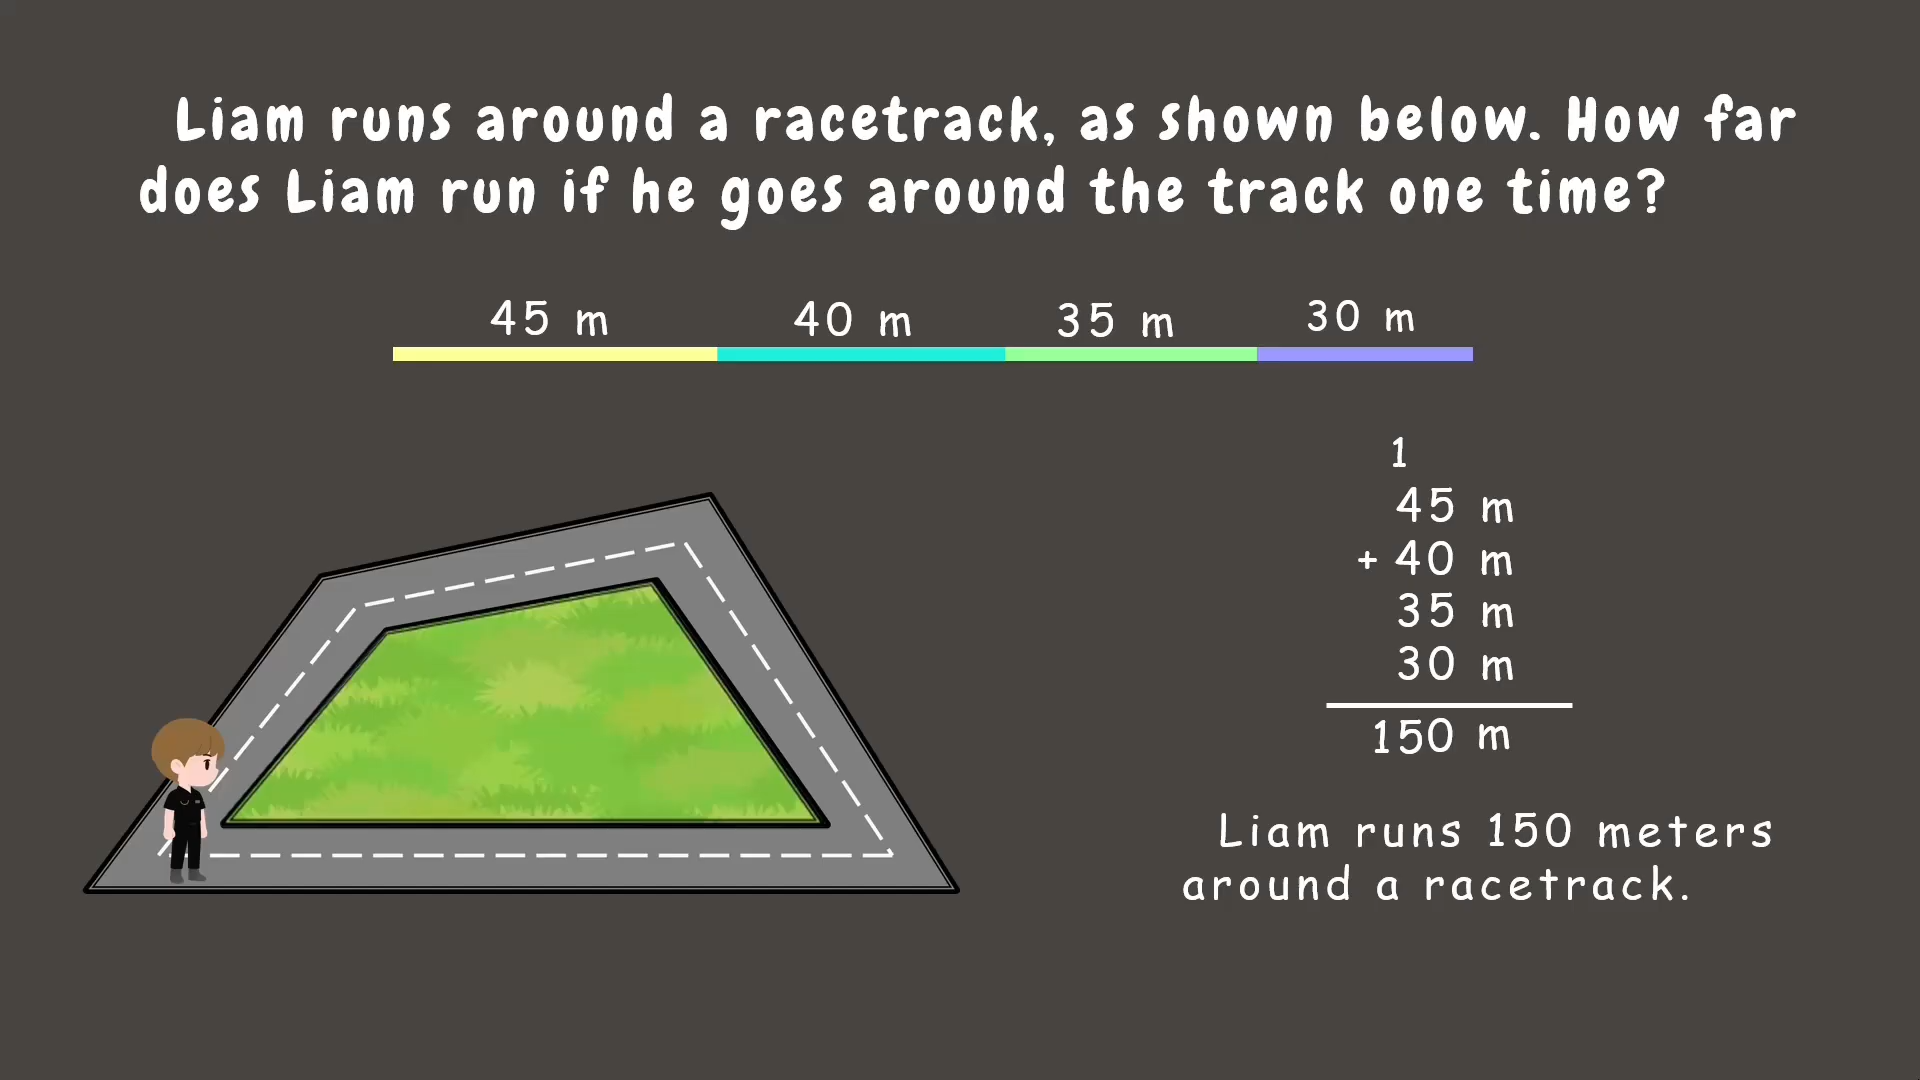 Liam runs around a racetrack, as shown below. How far
does Liam run if he goes around the track one time?
45 m 40 m 35 m 30 m
1
45 m
+ 40 m
35 m
30 m
150 m
Liam runs 150 meters
around a racetrack.